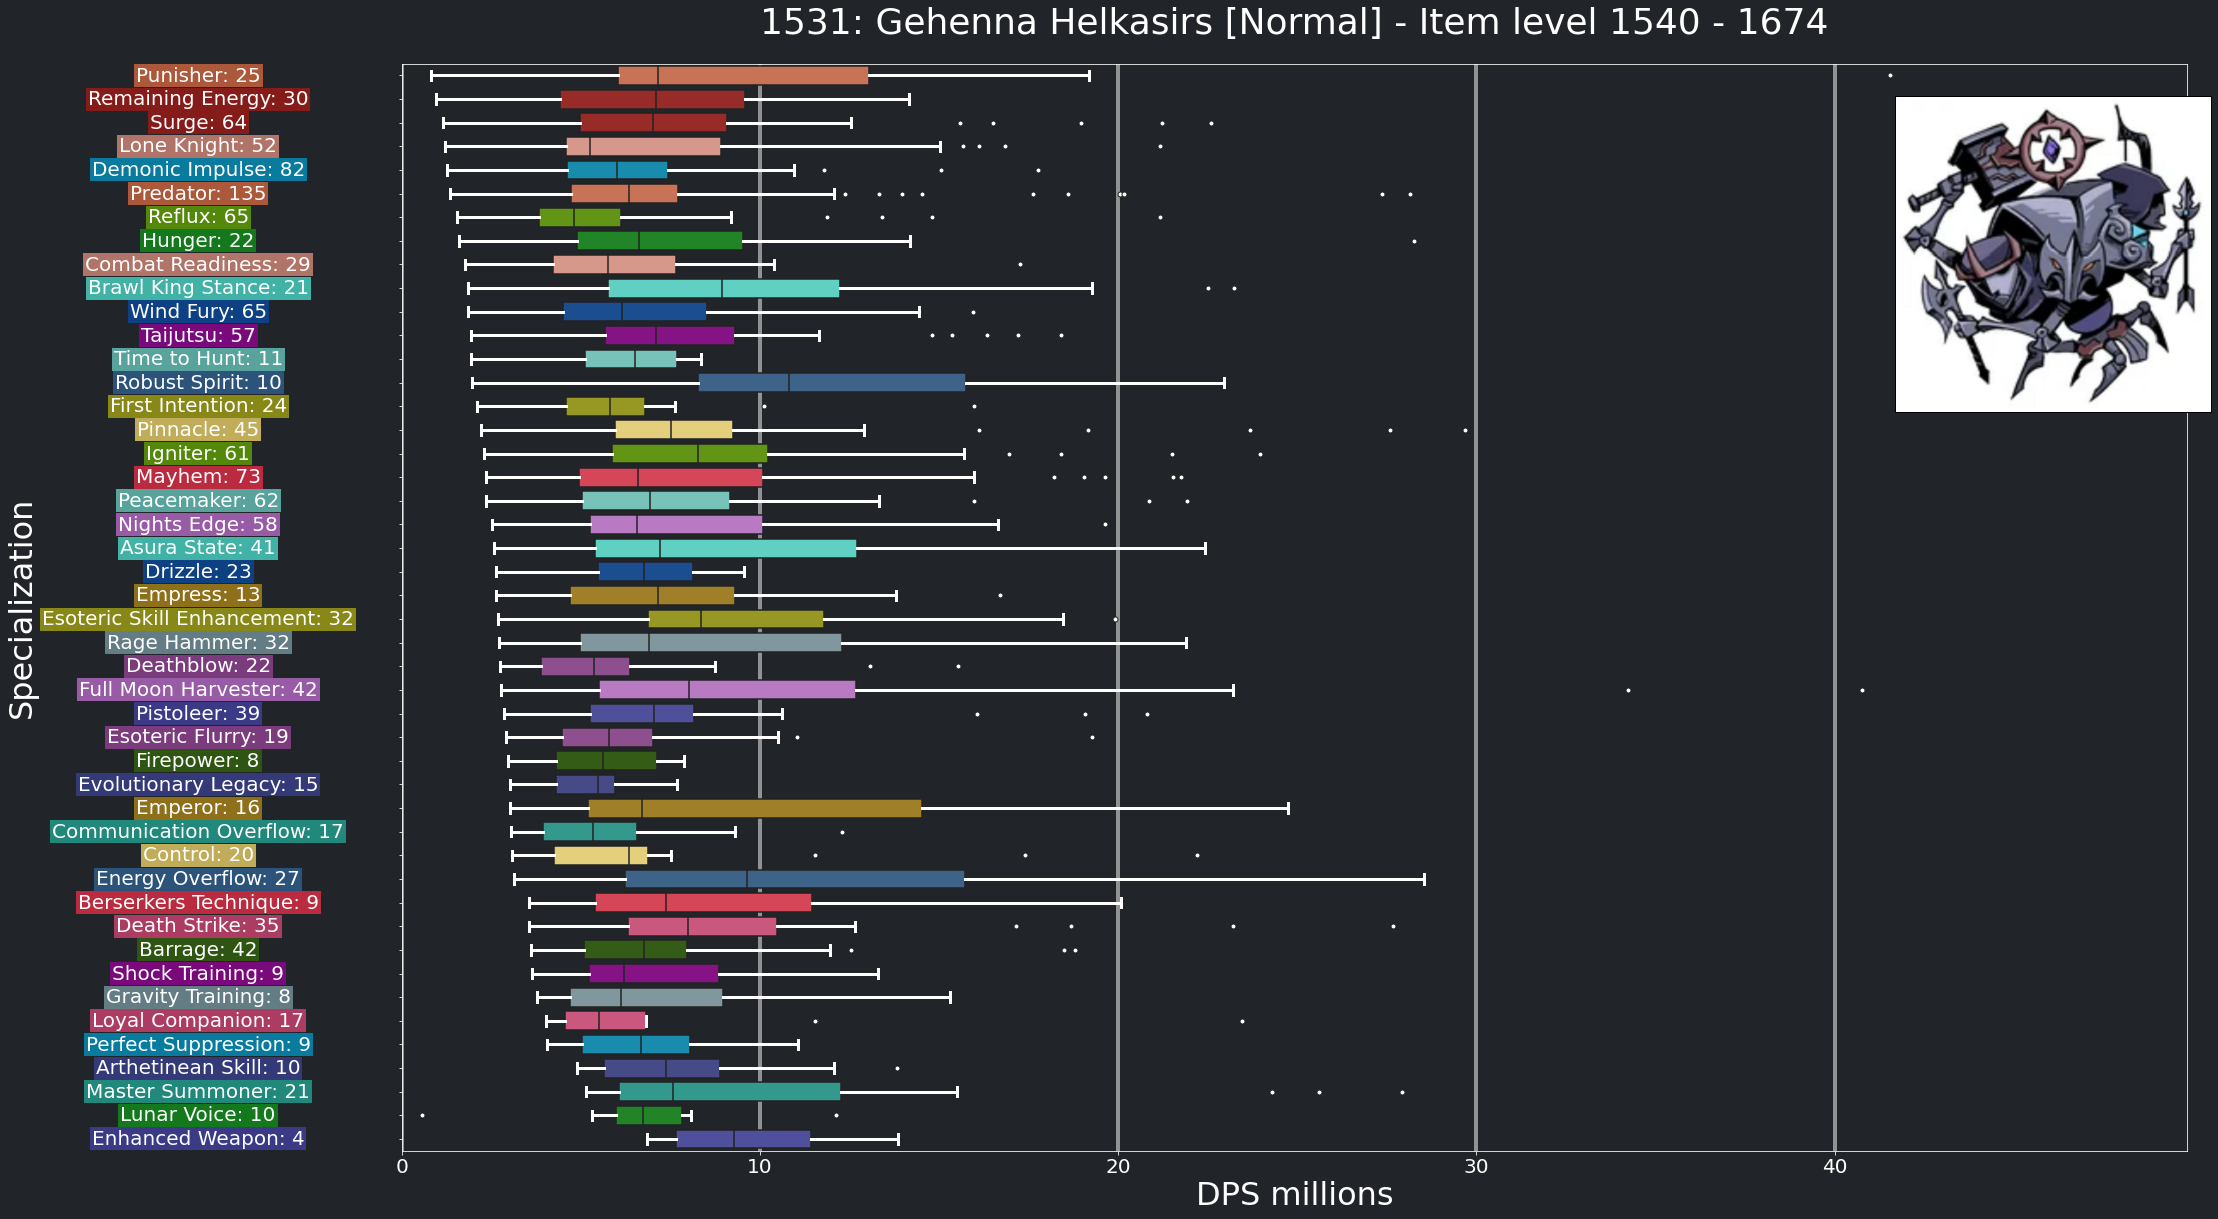 1531: Gehenna Helkasirs [Normal] - Item level 1540 - 1674
Punisher: 25
Remaining Energy: 30
Surge: 64
Lone Knight: 52
Demonic Impulse: 82
Predator: 135
Reflux: 65
Hunger: 22
Combat Readiness: 29
Brawl King Stance: 21
Wind Fury: 65
Taijutsu: 57
Time to Hunt: 11
Robust Spirit: 10
First Intention: 24
Pinnacle: 45
Igniter: 61
Mayhem: 73
Peacemaker: 62
Nights Edge: 58
Asura State: 41
Drizzle: 23
Empress: 13
Esoteric Skill Enhancement: 32
Rage Hammer: 32
Deathblow: 22
Full Moon Harvester: 42
Pistoleer: 39
Esoteric Flurry: 19
Firepower: 8
Evolutionary Legacy: 15
Emperor: 16
Communication Overflow: 17
Control: 20
Energy Overflow: 27
Berserkers Technique: 9
Death Strike: 35
Barrage: 42
Shock Training: 9
Gravity Training: 8
Loyal Companion: 17
Perfect Suppression: 9
Arthetinean Skill: 10
Master Summoner: 21
Lunar Voice: 10
Enhanced Weapon: 4
Specialization
0 10 20 30 40
DPS millions